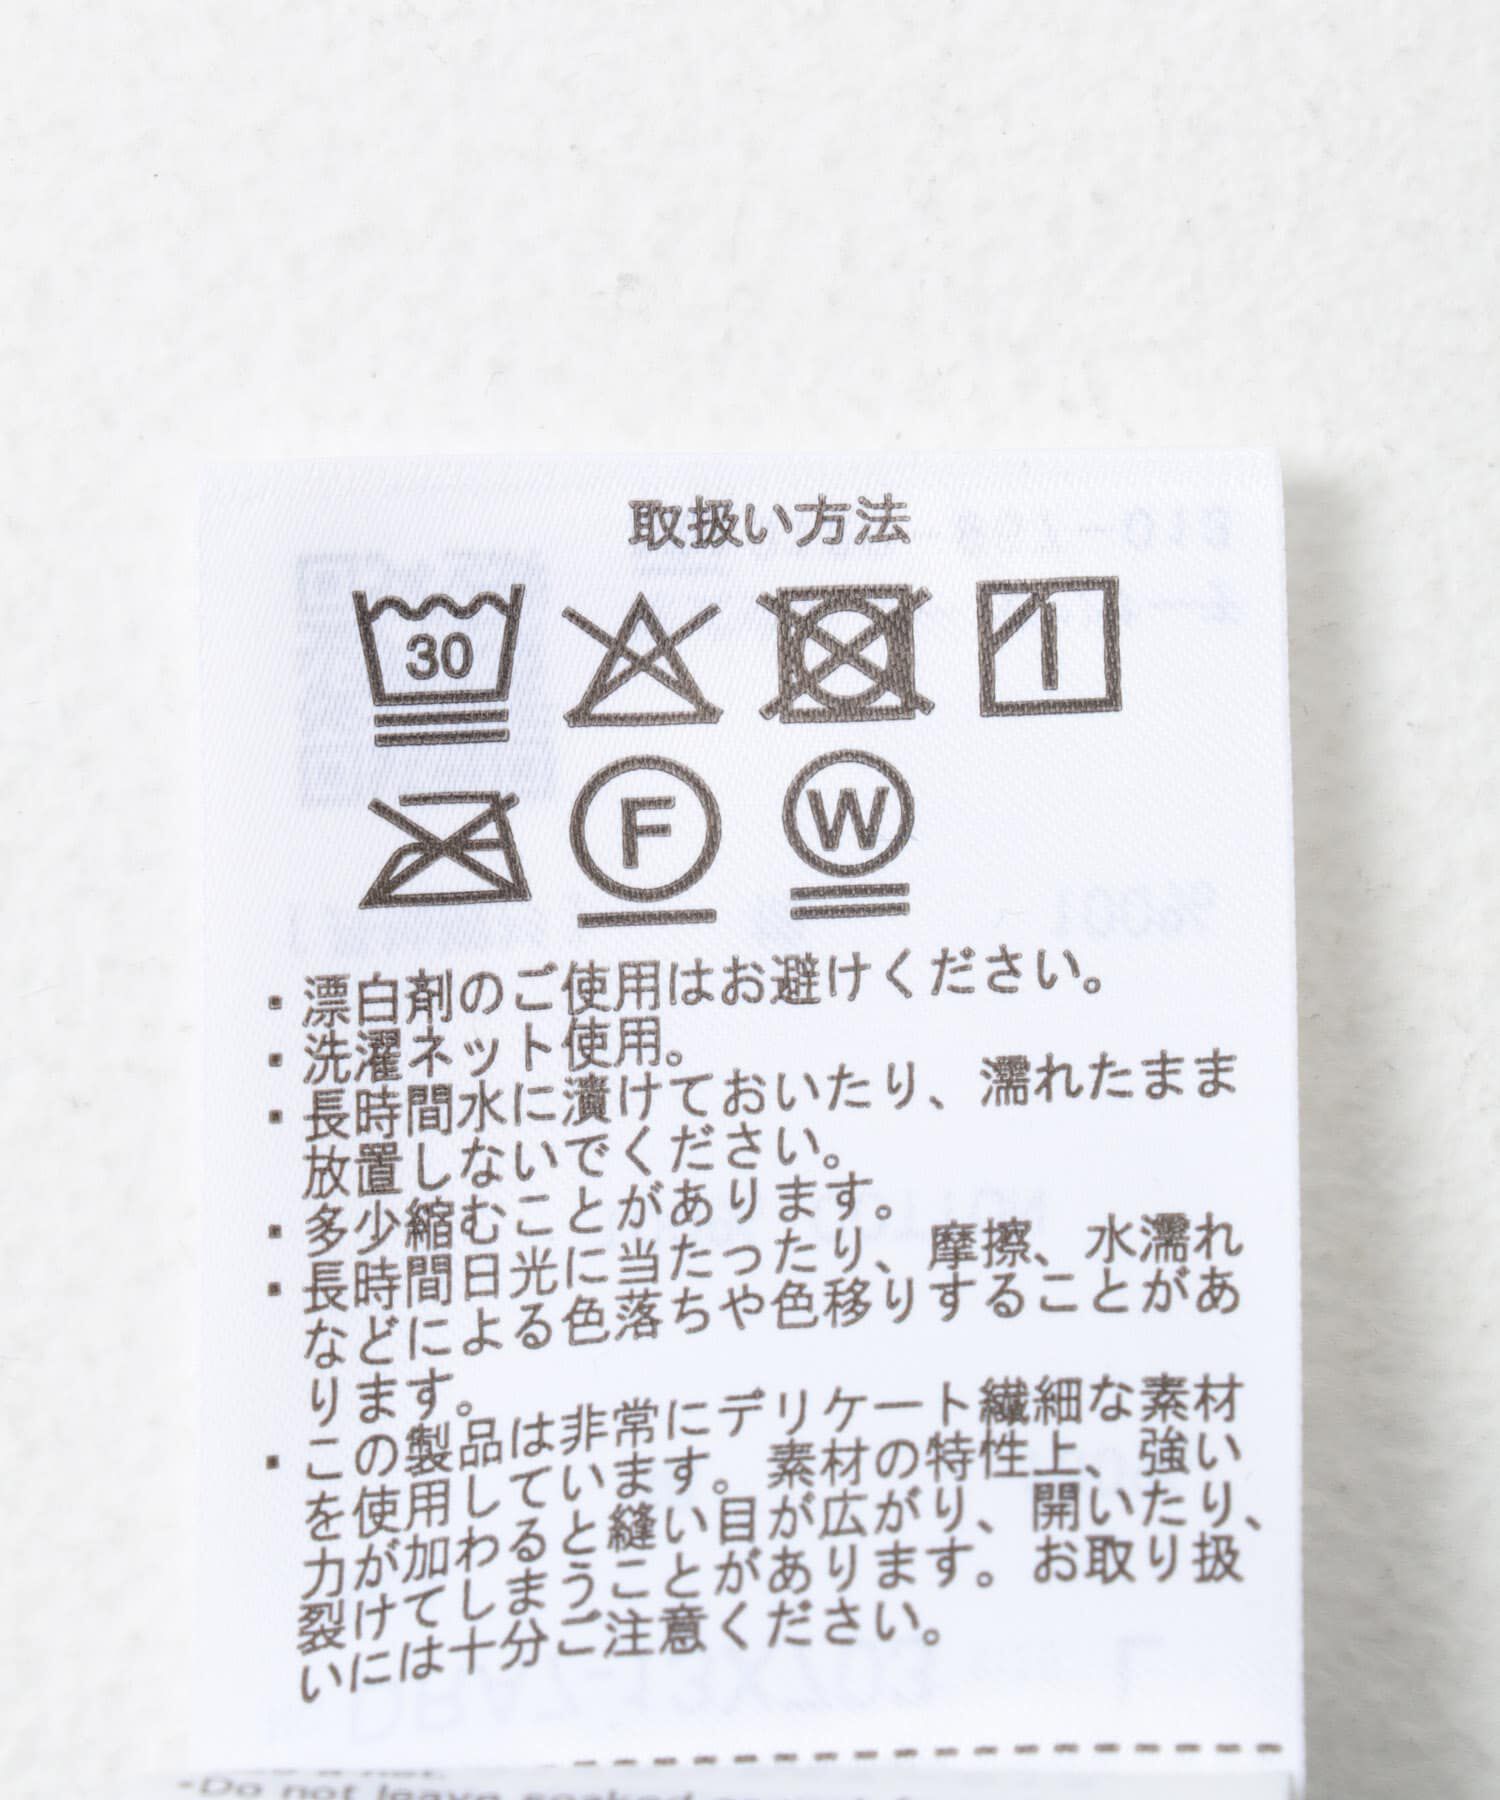 取扱い方法
30
F
W
・漂白剤のご使用はお避けください。
・洗濯ネット使用。
・長時間水に漬けておいたり、濡れたまま
放置しないでください。
・多少縮むことがあります。
・長時間日光に当たったり、摩擦、水濡れ
などによる色落ちや色移りすることがあ
ります。
・この製品は非常にデリケート繊細な素材
を使用しています。素材の特性上、強い
力が加わると縫い目が広がり、開いたり、
裂けてしまうことがあります。お取り扱
いには十分ご注意ください。
•Do not leave soaked